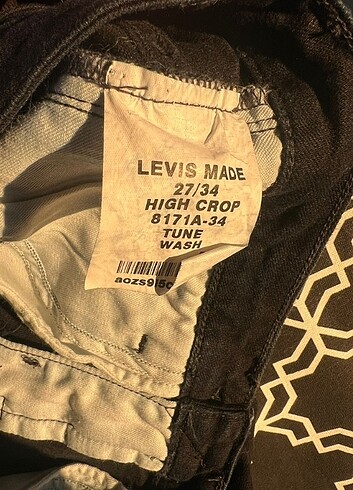 LEVIS MADE
27/34
HIGH CROP
8171A-34
TUNE
WASH